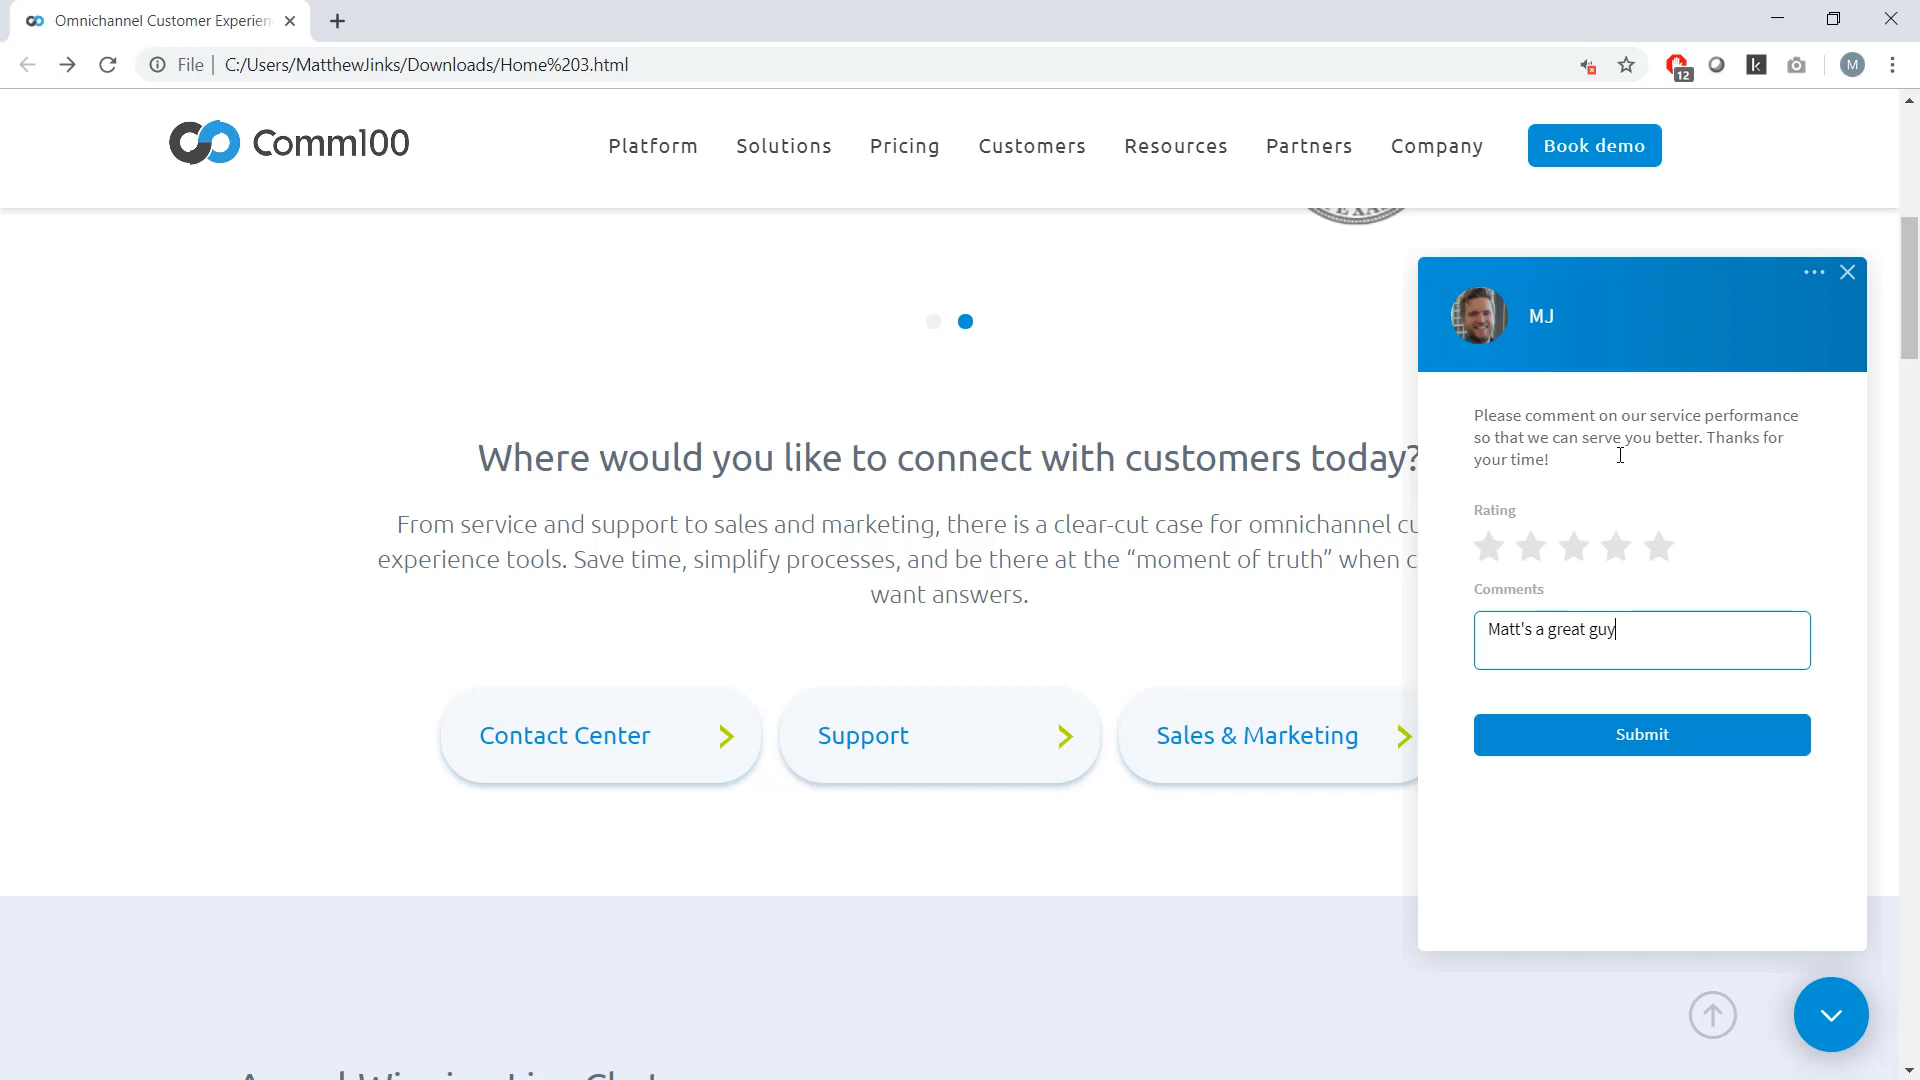 Omnichannel Customer Experien
File
C:/Users/MatthewJinks/Downloads/Home%203.html
12
k
M
Comm100
Platform
Solutions
Pricing
Customers
Resources
Partners
Company
Book demo
TEXAS
Where would you like to connect with customers today?
From service and support to sales and marketing, there is a clear-cut case for omnichannel cu
experience tools. Save time, simplify processes, and be there at the “moment of truth” when c
want answers.
Contact Center
Support
Sales & Marketing
MJ
Please comment on our service performance
so that we can serve you better. Thanks for
your time!
Rating
Comments
Matt's a great guy
Submit